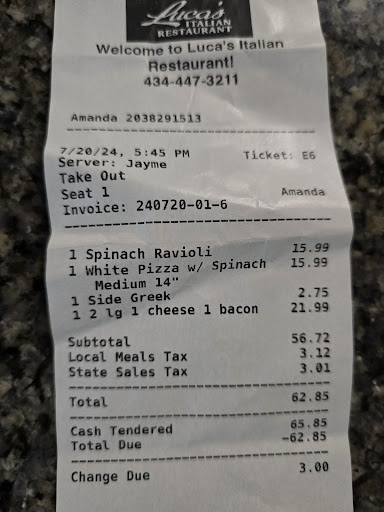 Luca's
ITALIAN
RESTAURANT
Welcome to Luca's Italian
Restaurant!
434-447-3211
Amanda 2038291513
7/20/24, 5:45 PM Ticket: E6
Server: Jayme
Take Out
Seat 1 Amanda
Invoice: 240720-01-6
1 Spinach Ravioli 15.99
1 White Pizza w/ Spinach 15.99
Medium 14"
1 Side Greek 2.75
1 2 lg 1 cheese 1 bacon 21.99
Subtotal 56.72
Local Meals Tax 3.12
State Sales Tax 3.01
Total 62.85
Cash Tendered 65.85
Total Due -62.85
Change Due 3.00